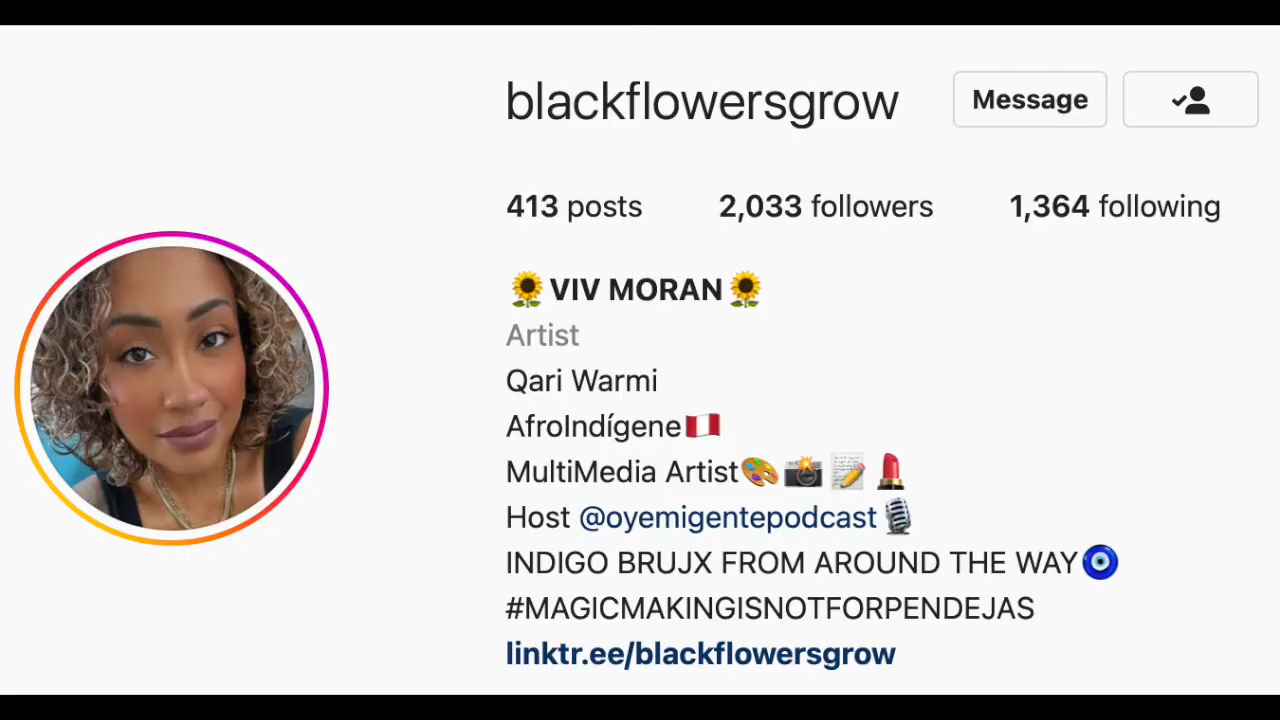 blackflowersgrow Message
413 posts 2,033 followers 1,364 following
🌻VIV MORAN🌻
Artist
Qari Warmi
AfroIndígene🇵🇪
MultiMedia Artist🎨📸📝💄
Host @oyemigentepodcast🎙️
INDIGO BRUJX FROM AROUND THE WAY🧿
#MAGICMAKINGISNOTFORPENDEJAS
linktr.ee/blackflowersgrow